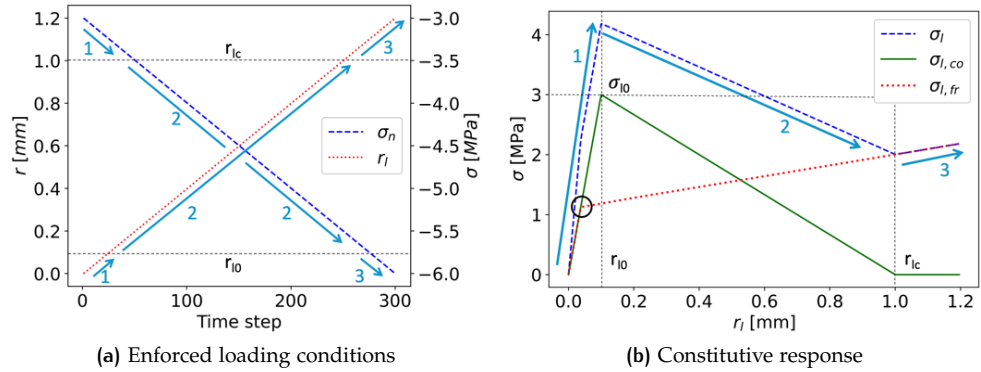 1.2
1.0
0.8
0.6
0.4
0.2
0.0
r [mm]
1
r_lc
3
2
σ_n
r_l
2
2
r_l0
1
3
−3.0
−3.5
−4.0
−4.5
−5.0
−5.5
−6.0
σ [MPa]
0
100
200
300
Time step
(a) Enforced loading conditions
4
3
2
1
0
σ [MPa]
1
σ_l0
σ_l
σ_l,co
σ_l,fr
2
3
r_l0
r_lc
0.0
0.2
0.4
0.6
0.8
1.0
1.2
r_l [mm]
(b) Constitutive response